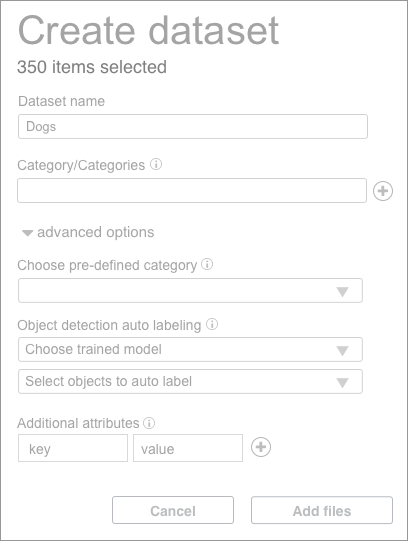 Create dataset
350 items selected
Dataset name
Dogs
Category/Categories
advanced options
Choose pre-defined category
Object detection auto labeling
Choose trained model
Select objects to auto label
Additional attributes
key value
Cancel Add files